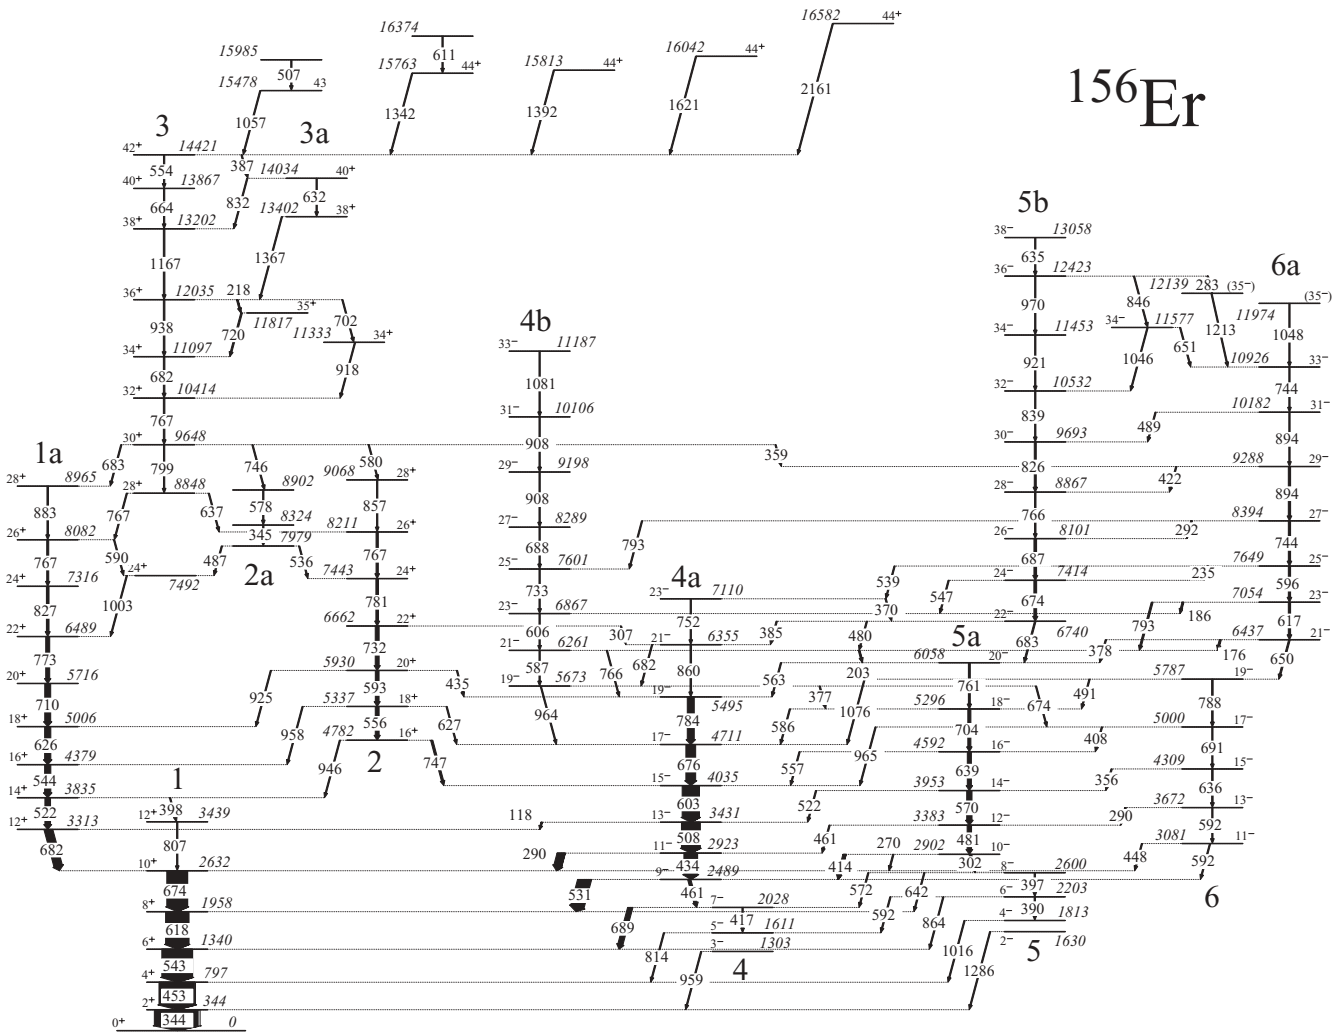 16582 44⁺
16374
16042 44⁺
15985 611 15813 44⁺
507 15763 44⁺
15478 43
¹⁵⁶Er
1342 1392 1621 2161
3 1057 3a
42⁺ 14421
554 387 14034 40⁺
40⁺ 13867
664 832 632
38⁺ 13202 13402 38⁺
5b
38⁻ 13058
635
1167 1367
36⁻ 12423 6a
12139 283 (35⁻)
36⁺ 12035 218 35⁺
970 846 11974 (35⁻)
11817
34⁻ 11577
938 720 702 1213 1048
11333 34⁺
4b
34⁻ 11453
33⁻ 11187
34⁺ 11097
921 1046 651
10926 33⁻
682 918
1081 744
32⁺ 10414
32⁻ 10532
31⁻ 10106 10182 31⁻
767 839 489
30⁺ 9648 908 30⁻ 9693 894
1a 683 799 746 580 359
9068 28⁺ 29⁻ 9198 826 9288 29⁻
28⁺ 8965 28⁺ 8848 8902 28⁻ 8867 422
883 767 637 578 857 908 766 894
8324 8211 26⁺ 27⁻ 8289 8394 27⁻
26⁺ 8082 345 7979 26⁻ 8101 292
590 487 536 688 793 744
767 24⁺ 7492 2a 767 25⁻ 7601 687 7649 25⁻
24⁺ 7316 7443 24⁺ 4a 539 24⁻ 7414 235
827 1003 781 733 23⁻ 7110 547 674 596
370 7054 23⁻
22⁺ 6489 6662 22⁺ 23⁻ 6867 752 22⁻ 6740 793 186 617
773 732 606 307 21⁻ 6355 385 480 5a 683 6437 21⁻
21⁻ 6261 378 176
20⁺ 5716 5930 20⁺ 587 766 682 860 6058 20⁻ 5787 19⁻ 650
710 925 593 435 19⁻ 5673 19⁻ 5495 563 203 761 491
5337 18⁺ 377 5296 18⁻ 674 788
18⁺ 5006 958 556 627 964 784 586 1076 5000 17⁻
626 4782 16⁺ 17⁻ 4711 704 408
16⁺ 4379 2 676 557 965 4592 16⁻ 691
544 1 946 747 15⁻ 4035 639 356 4309 15⁻
14⁺ 3835 603 3953 14⁻ 636
522 398 12⁺ 3439 118 13⁻ 3431 522 570 290 3672 13⁻
12⁺ 3313 508 3383 12⁻ 592
682 807 11⁻ 2923 461 481 3081 11⁻
290 434 414 270 2902 10⁻ 448
10⁺ 2632 302 8⁻ 2600 592
9⁻ 2489
674 531 461 572 642 397
6⁻ 2203 6
8⁺ 1958 7⁻ 2028 592 864 390
618 689 417 4⁻ 1813
5⁻ 1611
6⁺ 1340 3⁻ 1303 2⁻ 1630
543 814 4 1016 5
4⁺ 797 959 1286
453
2⁺ 344
344
0⁺ 0